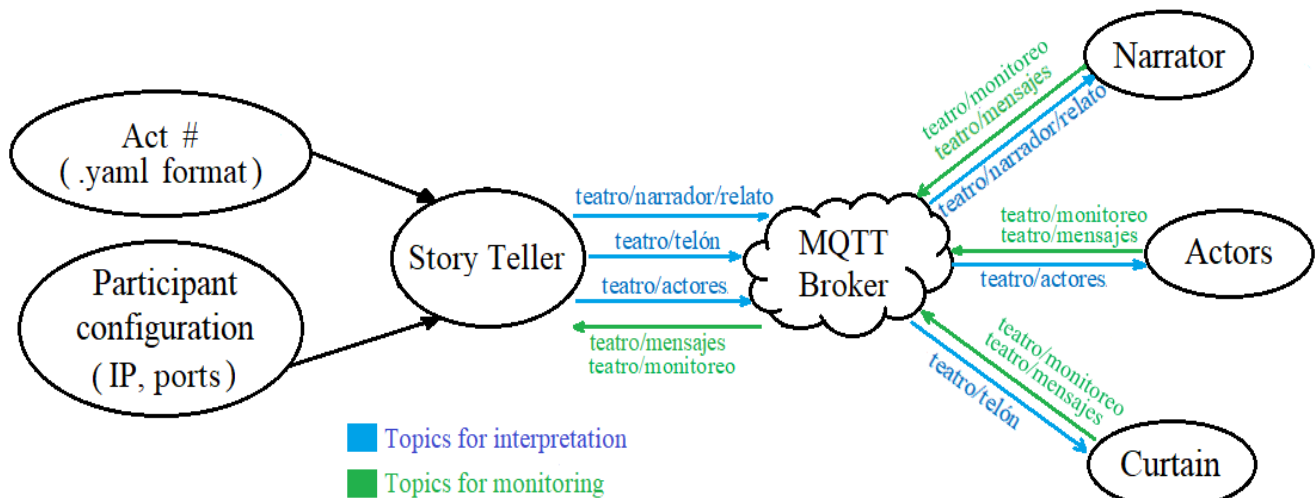 Act #
( .yaml format)
Participant
configuration
( IP, ports)
Story Teller
teatro/narrador/relato
teatro/telón
teatro/actores.
teatro/mensajes
teatro/monitoreo
MQTT
Broker
teatro/monitoreo
teatro/mensajes
teatro/narrador/relato
Narrator
teatro/monitoreo
teatro/mensajes
teatro/actores.
Actors
teatro/monitoreo
teatro/mensajes
teatro/telón
Curtain
Topics for interpretation
Topics for monitoring